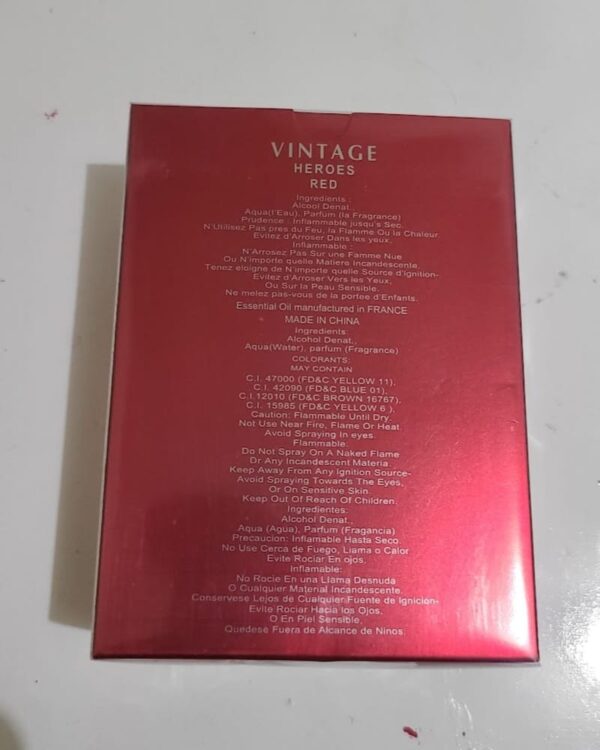 VINTAGE
HEROES
RED
Ingredients :
Alcool Denat.,
Aqua(l'Eau), Parfum (la Fragrance)
Prudence : Inflammable jusqu's Sec.
N'Utilisez Pas pres du Feu, la Flamme Ou la Chaleur.
Evitez d'Arroser Dans les yeux,
Inflammable :
N'Arrosez Pas Sur une Famme Nue
Ou N'importe quelle Matiere Incandescente,
Tenez eloigne de N'importe quelle Source d'Ignition-
Evitez d'Arroser Vers les Yeux,
Ou Sur la Peau Sensible.
Ne melez pas-vous de la portee d'Enfants.
Essential Oil manufactured in FRANCE
MADE IN CHINA
Ingredients:
Alcohol Denat.,
Aqua(Water), parfum (Fragrance)
COLORANTS:
MAY CONTAIN
C.I. 47000 (FD&C YELLOW 11).
C.I. 42090 (FD&C BLUE 01).
C.I.12010 (FD&C BROWN 16767).
C.I. 15985 (FD&C YELLOW 6 ).
Caution: Flammable Until Dry.
Not Use Near Fire, Flame Or Heat.
Avoid Spraying In eyes.
Flammable:
Do Not Spray On A Naked Flame
Dr Any Incandescent Materia
Keep Away From Any Ignition Source-
Avoid Spraying Towards The Eyes,
Or On Sensitive Skin.
Keep Out Of Reach Of Children.
Ingredientes:
Alcohol Denat.,
Aqua (Agua), Parfum (Fragancia)
Precaucion: Inflamable Hasta Seco.
No Use Cerca de Fuego, Llama o Calor
Evite Rociar En ojos.
Inflamable:
No Rocie En una Llama Desnuda
O Cualquier Material Incandescente.
Conservese Lejos de Cualquier Fuente de Ignicion-
Evite Rociar Hacia los Ojos,
O En Piel Sensible,
Quedese Fuera de Alcance de Ninos.